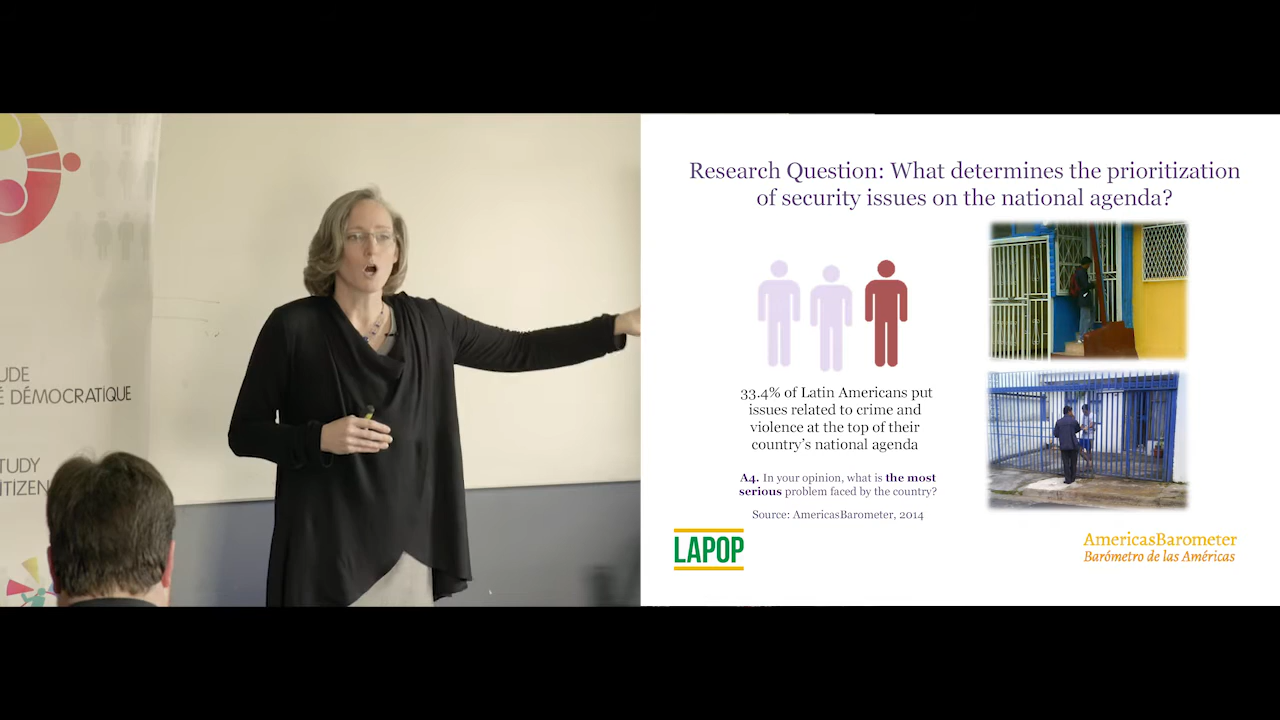 UDE
É DÉMOCRATIQUE
TUDY
ITIZEN
Research Question: What determines the prioritization
of security issues on the national agenda?
33.4% of Latin Americans put
issues related to crime and
violence at the top of their
country's national agenda
A4. In your opinion, what is the most
serious problem faced by the country?
Source: AmericasBarometer, 2014
LAPOP
AmericasBarometer
Barómetro de las Américas